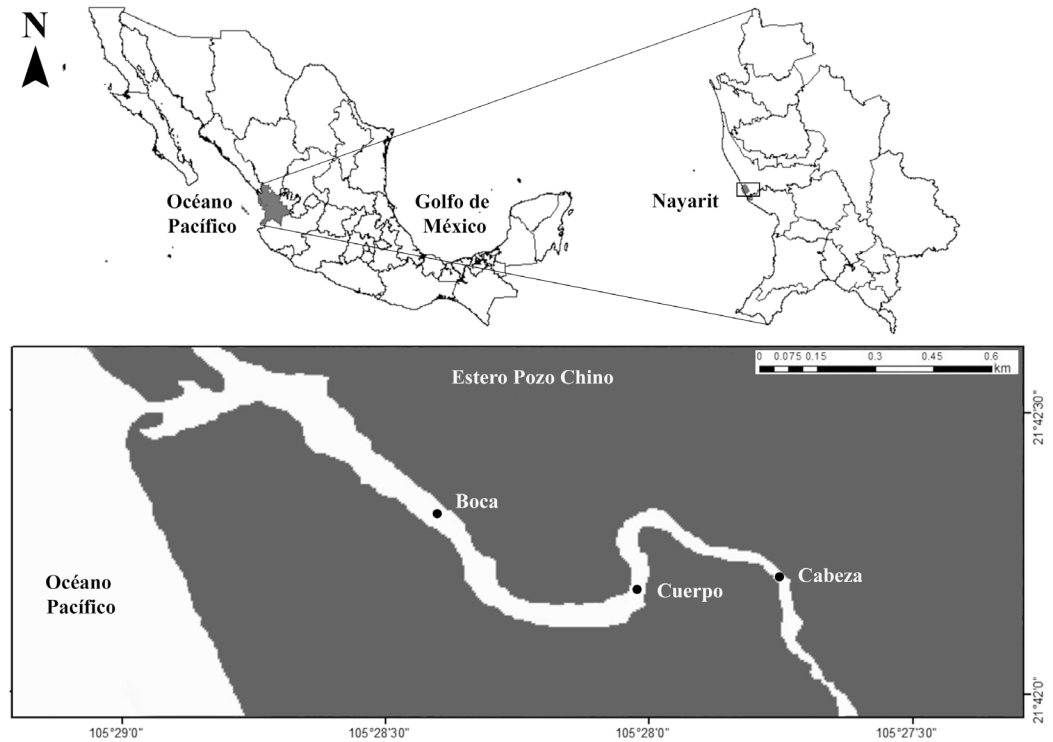 N
Océano
Pacífico
Golfo de
México
Nayarit
Estero Pozo Chino
0 0.075 0.15 0.3 0.45 0.6
km
Boca
Cuerpo
Cabeza
Océano
Pacífico
21°42'30"
21°42'0"
105°29'0" 105°28'30" 105°28'0" 105°27'30"